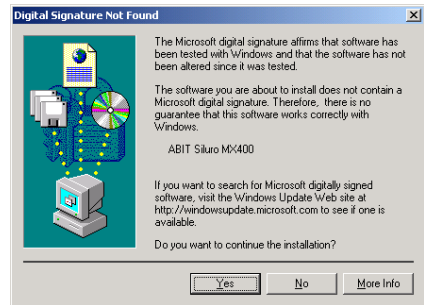 Digital Signature Not Found
The Microsoft digital signature affirms that software has
been tested with Windows and that the software has not
been altered since it was tested.
The software you are about to install does not contain a
Microsoft digital signature. Therefore, there is no
guarantee that this software works correctly with
Windows.
ABIT Siluro MX400
If you want to search for Microsoft digitally signed
software, visit the Windows Update Web site at
http://windowsupdate.microsoft.com to see if one is
available.
Do you want to continue the installation?
Yes No More Info